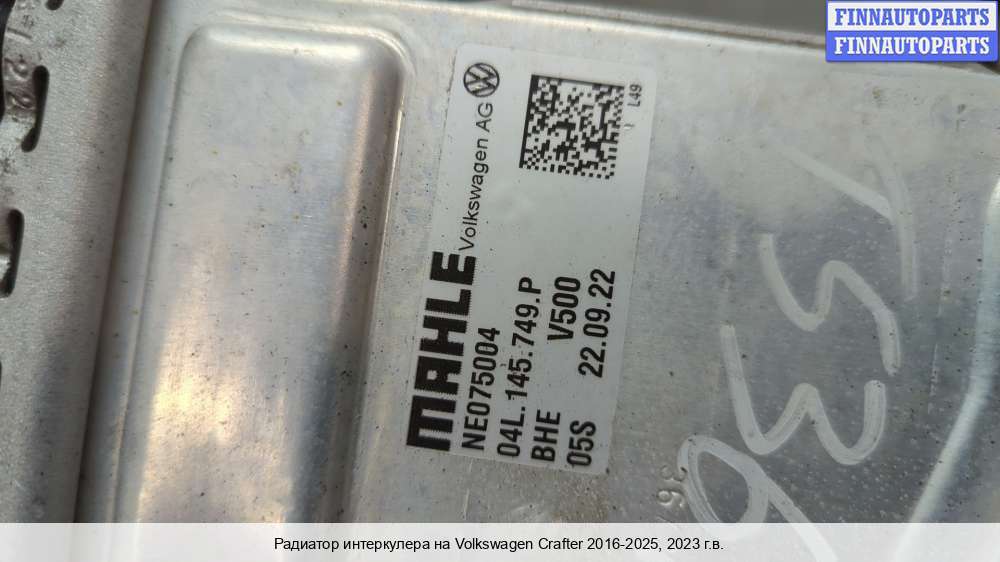 FINNAUTOPARTS
FINNAUTOPARTS
MAHLE
Volkswagen AG
NE075004
04L.145.749.P
BHE V500
05S 22.09.22
L49
Радиатор интеркулера на Volkswagen Crafter 2016-2025, 2023 г.в.